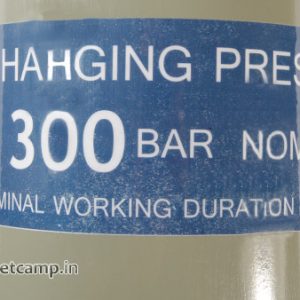 HAHGING PRES
300 BAR NOM
MINAL WORKING DURATION
etcamp.in